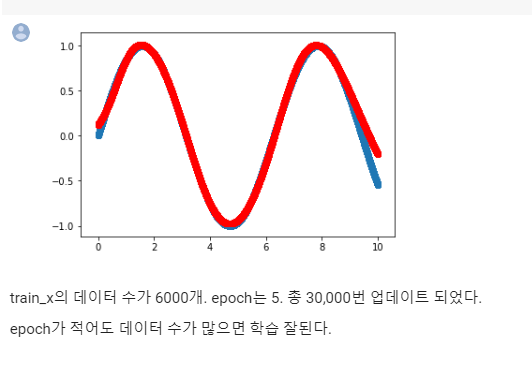 1.0
0.5
0.0
−0.5
−1.0
0 2 4 6 8 10
train_x의 데이터 수가 6000개. epoch는 5. 총 30,000번 업데이트 되었다.
epoch가 적어도 데이터 수가 많으면 학습 잘된다.